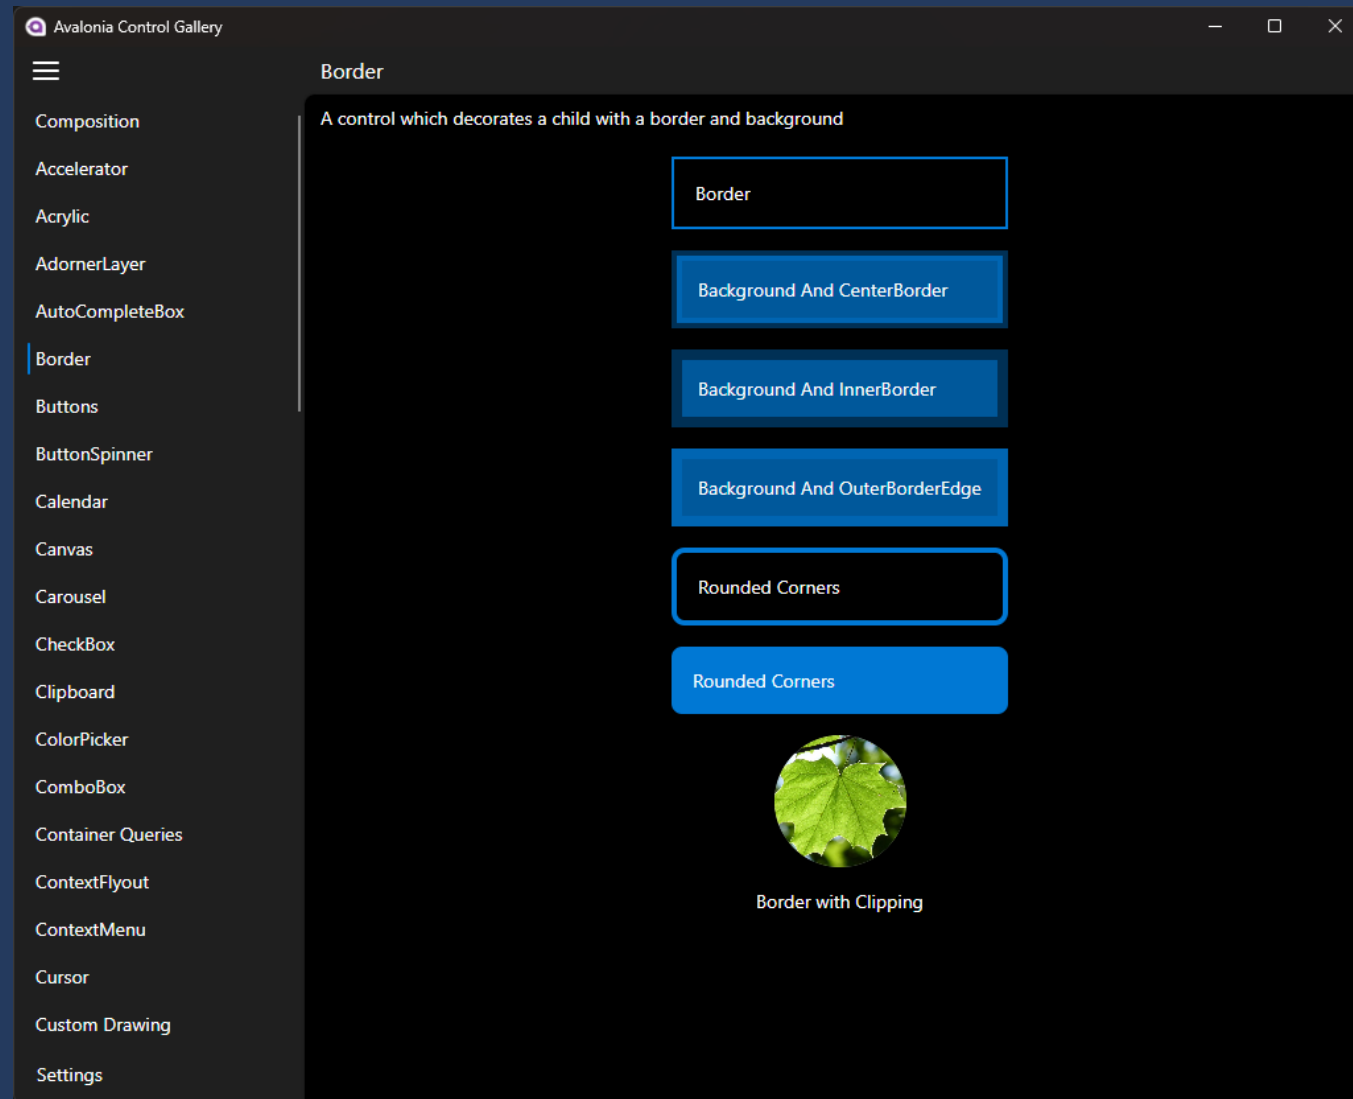 Avalonia Control Gallery
Border
Composition
Accelerator
Acrylic
AdornerLayer
AutoCompleteBox
Border
Buttons
ButtonSpinner
Calendar
Canvas
Carousel
CheckBox
Clipboard
ColorPicker
ComboBox
Container Queries
ContextFlyout
ContextMenu
Cursor
Custom Drawing
Settings
A control which decorates a child with a border and background
Border
Background And CenterBorder
Background And InnerBorder
Background And OuterBorderEdge
Rounded Corners
Rounded Corners
Border with Clipping